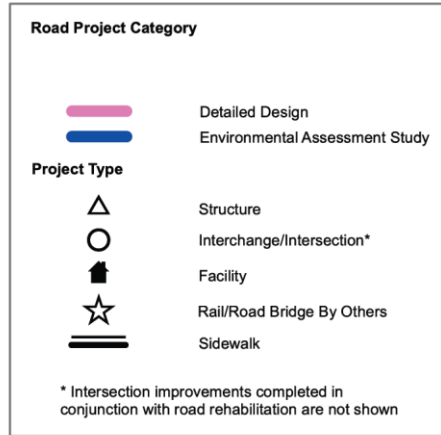 Road Project Category
Detailed Design
Environmental Assessment Study
Project Type
Structure
Interchange/Intersection*
Facility
Rail/Road Bridge By Others
Sidewalk
* Intersection improvements completed in
conjunction with road rehabilitation are not shown